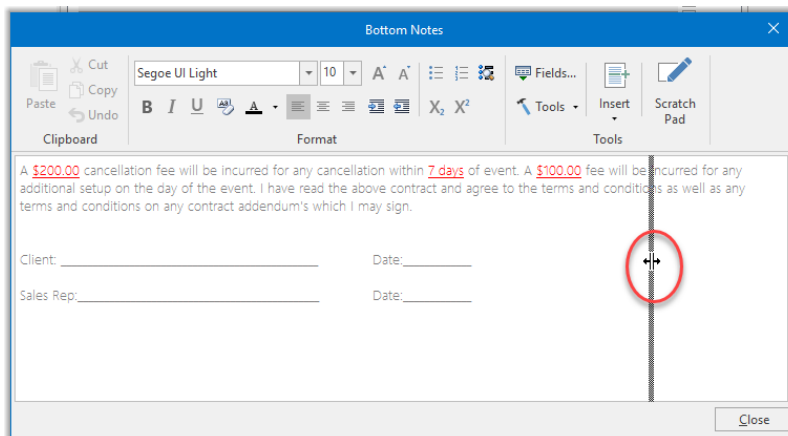 Bottom Notes
Cut
Copy
Undo
Paste
Clipboard
Segoe UI Light
10
A A
B I U ab A
X₂ X²
Format
Fields...
Tools
Insert
Scratch
Pad
Tools
A $200.00 cancellation fee will be incurred for any cancellation within 7 days of event. A $100.00 fee will be incurred for any
additional setup on the day of the event. I have read the above contract and agree to the terms and conditions as well as any
terms and conditions on any contract addendum's which I may sign.
Client: ______________________________ Date:__________
Sales Rep:______________________________ Date:__________
Close